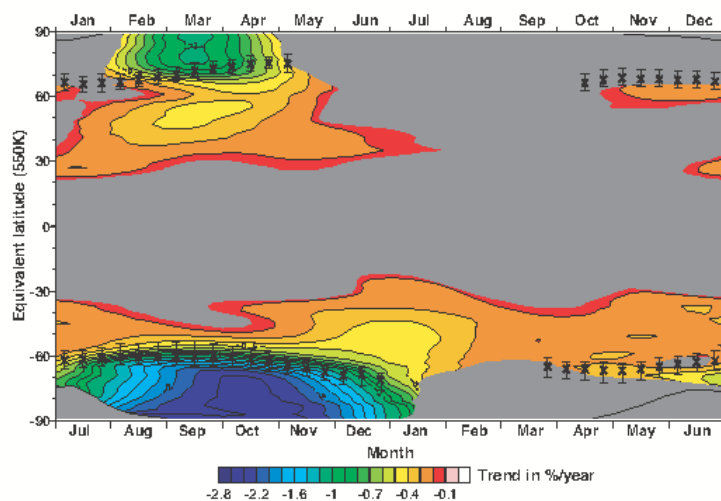 Jan Feb Mar Apr May Jun Jul Aug Sep Oct Nov Dec
90
60
30
0
-30
-60
-90
Equivalent latitude (550K)
Jul Aug Sep Oct Nov Dec Jan Feb Mar Apr May Jun
Month
-2.8 -2.2 -1.6 -1 -0.7 -0.4 -0.1
Trend in %/year